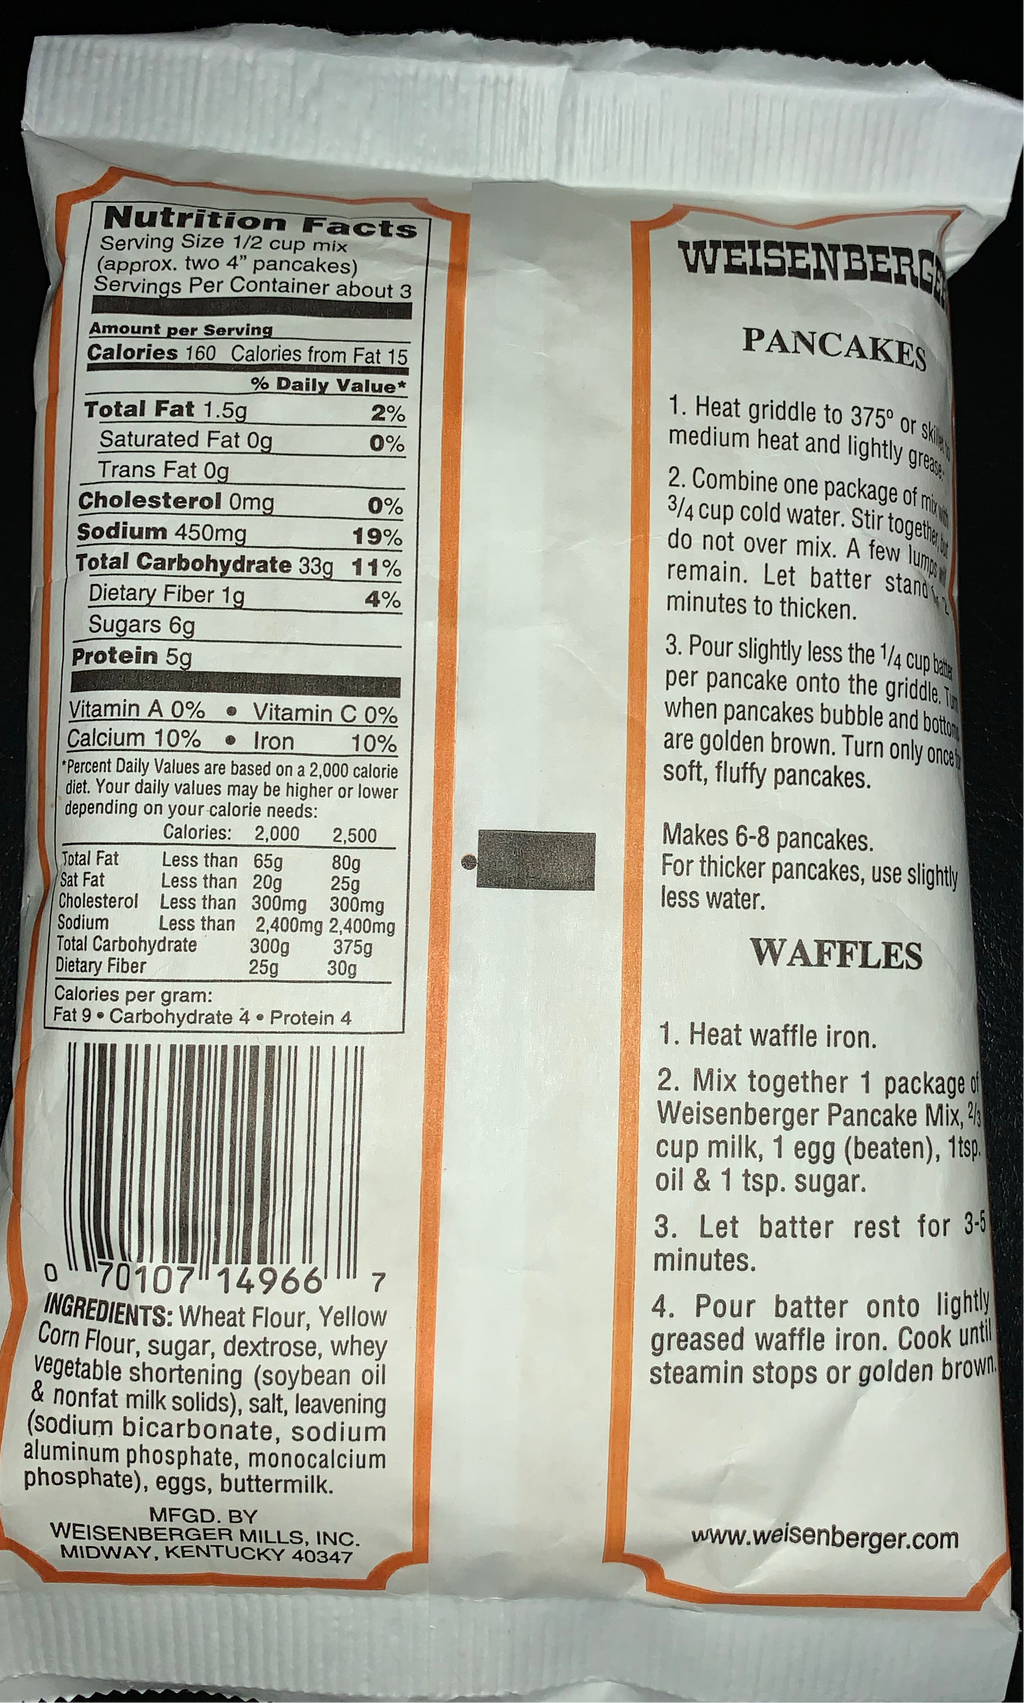 Nutrition Facts
Serving Size 1/2 cup mix
(approx. two 4” pancakes)
Servings Per Container about 3
Amount per Serving
Calories 160 Calories from Fat 15
% Daily Value*
Total Fat 1.5g 2%
Saturated Fat 0g 0%
Trans Fat 0g
Cholesterol 0mg 0%
Sodium 450mg 19%
Total Carbohydrate 33g 11%
Dietary Fiber 1g 4%
Sugars 6g
Protein 5g
Vitamin A 0% • Vitamin C 0%
Calcium 10% • Iron 10%
*Percent Daily Values are based on a 2,000 calorie
diet. Your daily values may be higher or lower
depending on your calorie needs:
Calories: 2,000 2,500
Total Fat Less than 65g 80g
Sat Fat Less than 20g 25g
Cholesterol Less than 300mg 300mg
Sodium Less than 2,400mg 2,400mg
Total Carbohydrate 300g 375g
Dietary Fiber 25g 30g
Calories per gram:
Fat 9 • Carbohydrate 4 • Protein 4
0 70107 14966 7
INGREDIENTS: Wheat Flour, Yellow
Corn Flour, sugar, dextrose, whey
vegetable shortening (soybean oil
& nonfat milk solids), salt, leavening
(sodium bicarbonate, sodium
aluminum phosphate, monocalcium
phosphate), eggs, buttermilk.
MFGD. BY
WEISENBERGER MILLS, INC.
MIDWAY, KENTUCKY 40347
WEISENBERGE
PANCAKES
1. Heat griddle to 375º or skillet to
medium heat and lightly grease.
2. Combine one package of mix with
3/4 cup cold water. Stir together, but
do not over mix. A few lumps will
remain. Let batter stand
minutes to thicken.
3. Pour slightly less the 1/4 cup batter
per pancake onto the griddle. Turn
when pancakes bubble and bottoms
are golden brown. Turn only once for
soft, fluffy pancakes.
Makes 6-8 pancakes.
For thicker pancakes, use slightly
less water.
WAFFLES
1. Heat waffle iron.
2. Mix together 1 package of
Weisenberger Pancake Mix, 2/3
cup milk, 1 egg (beaten), 1tsp.
oil & 1 tsp. sugar.
3. Let batter rest for 3-5
minutes.
4. Pour batter onto lightly
greased waffle iron. Cook until
steamin stops or golden brown.
www.weisenberger.com